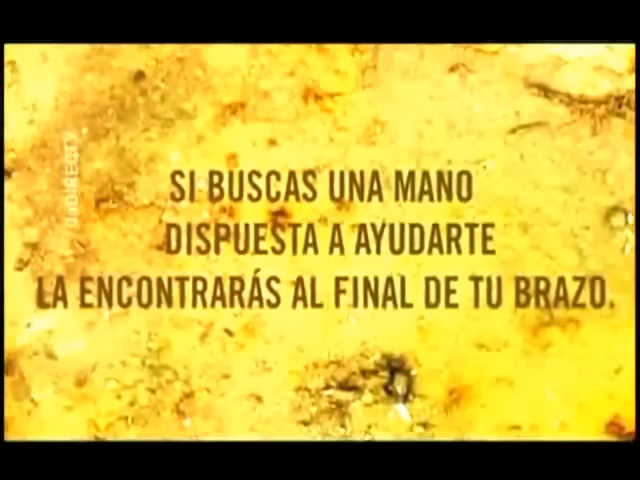 SI BUSCAS UNA MANO
DISPUESTA A AYUDARTE
LA ENCONTRARÁS AL FINAL DE TU BRAZO.